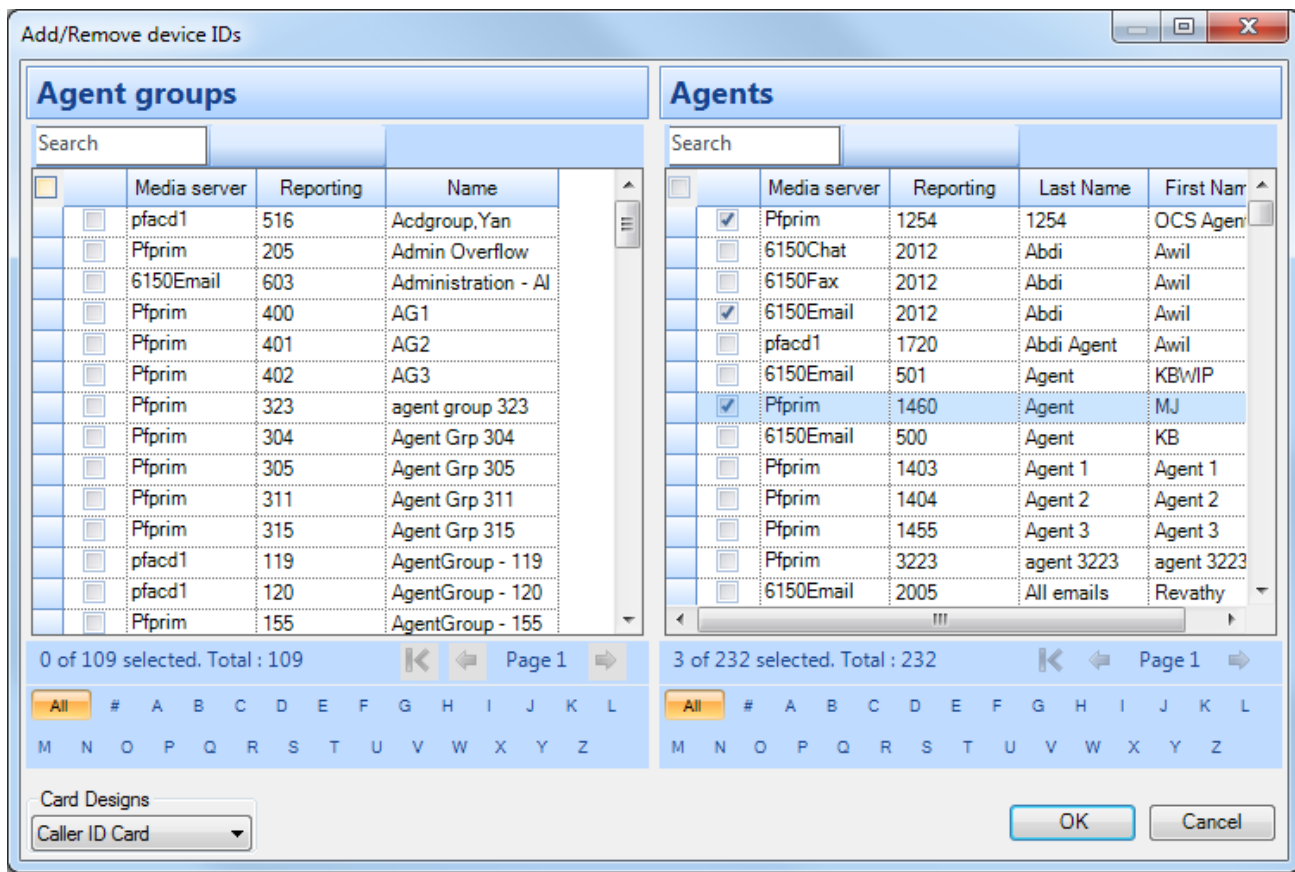 Add/Remove device IDs
Agent groups
Search
Media server Reporting Name
pfacd1 516 Acdgroup,Yan
Pfprim 205 Admin Overflow
6150Email 603 Administration - Al
Pfprim 400 AG1
Pfprim 401 AG2
Pfprim 402 AG3
Pfprim 323 agent group 323
Pfprim 304 Agent Grp 304
Pfprim 305 Agent Grp 305
Pfprim 311 Agent Grp 311
Pfprim 315 Agent Grp 315
pfacd1 119 AgentGroup - 119
pfacd1 120 AgentGroup - 120
Pfprim 155 AgentGroup - 155
0 of 109 selected. Total : 109 Page 1
All # A B C D E F G H I J K L
M N O P Q R S T U V W X Y Z
Agents
Search
Media server Reporting Last Name First Nam
Pfprim 1254 1254 OCS Agent
6150Chat 2012 Abdi Awil
6150Fax 2012 Abdi Awil
6150Email 2012 Abdi Awil
pfacd1 1720 Abdi Agent Awil
6150Email 501 Agent KBWIP
Pfprim 1460 Agent MJ
6150Email 500 Agent KB
Pfprim 1403 Agent 1 Agent 1
Pfprim 1404 Agent 2 Agent 2
Pfprim 1455 Agent 3 Agent 3
Pfprim 3223 agent 3223 agent 3223
6150Email 2005 All emails Revathy
3 of 232 selected. Total : 232 Page 1
All # A B C D E F G H I J K L
M N O P Q R S T U V W X Y Z
Card Designs
Caller ID Card
OK Cancel